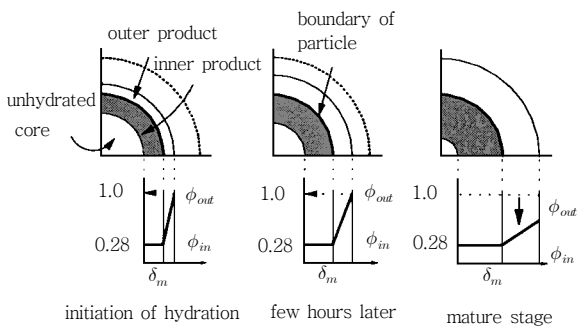 outer product
inner product
unhydrated
core
boundary of
particle
1.0
ϕout
0.28
ϕin
δm
1.0
ϕout
0.28
ϕin
δm
1.0
ϕout
0.28
ϕin
δm
initiation of hydration
few hours later
mature stage